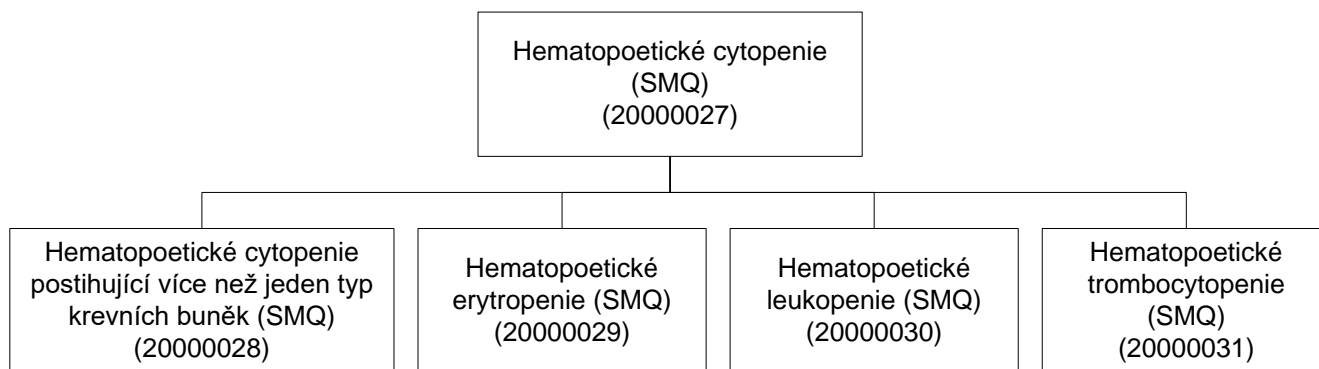 Hematopoetické cytopenie
(SMQ)
(20000027)
Hematopoetické cytopenie
postihující více než jeden typ
krevních buněk (SMQ)
(20000028)
Hematopoetické
erytropenie (SMQ)
(20000029)
Hematopoetické
leukopenie (SMQ)
(20000030)
Hematopoetické
trombocytopenie
(SMQ)
(20000031)